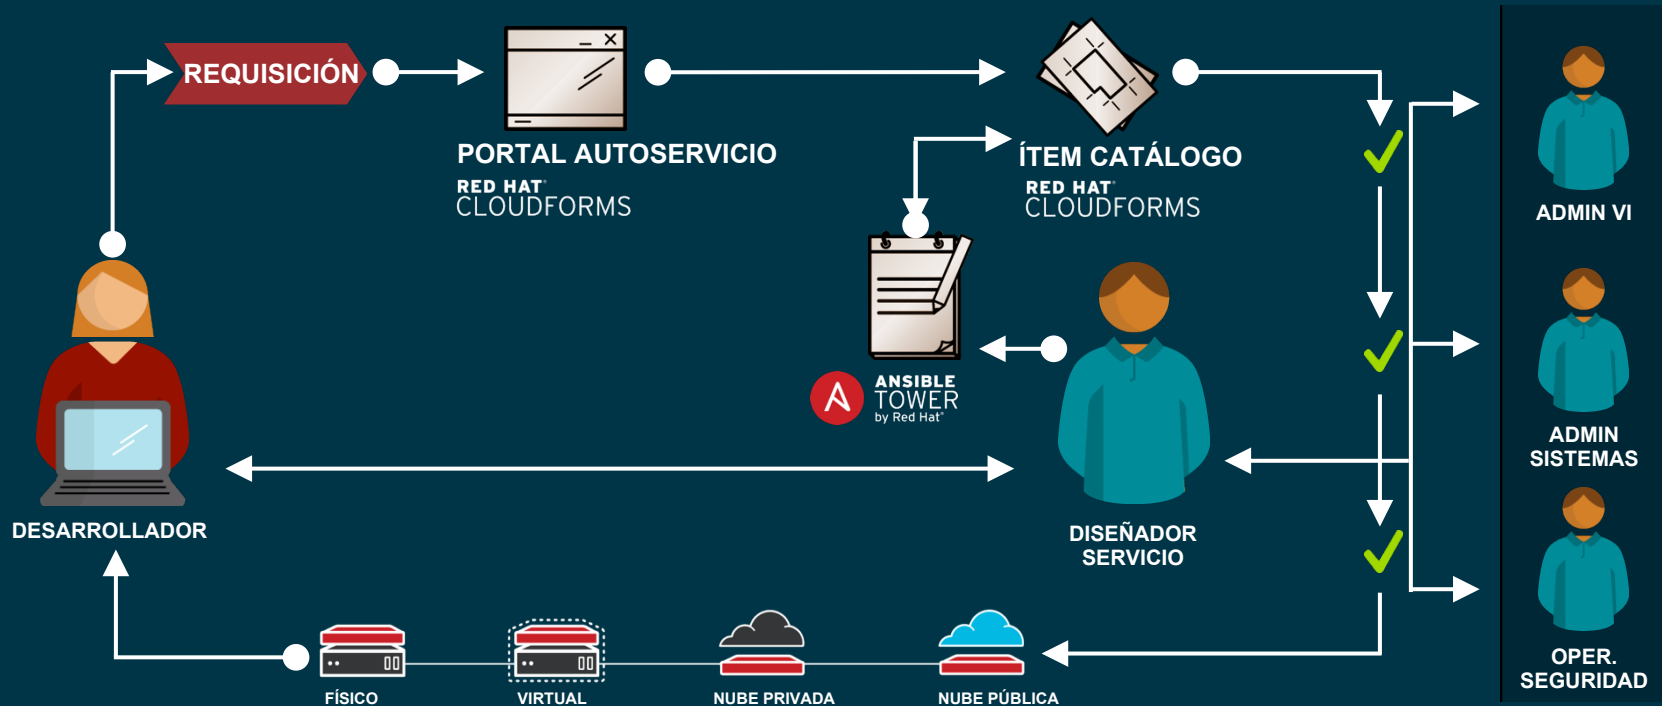 REQUISICIÓN
PORTAL AUTOSERVICIO
RED HAT®
CLOUDFORMS
ÍTEM CATÁLOGO
RED HAT®
CLOUDFORMS
ADMIN VI
ANSIBLE
TOWER
by Red Hat®
ADMIN
SISTEMAS
DESARROLLADOR
DISEÑADOR
SERVICIO
OPER.
SEGURIDAD
FÍSICO
VIRTUAL
NUBE PRIVADA
NUBE PÚBLICA